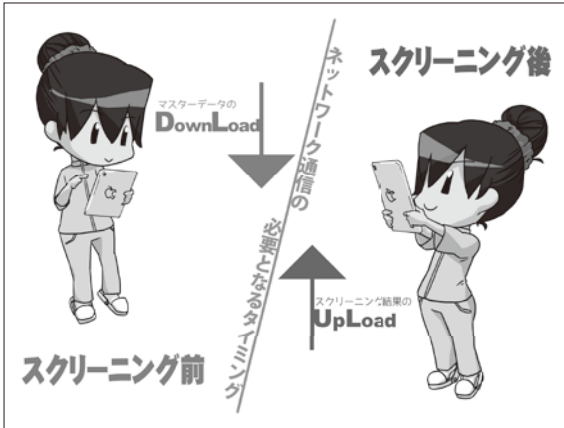 マスターデータの
DownLoad
スクリーニング前
ネットワーク通信の
必要となるタイミング
スクリーニング後
スクリーニング結果の
UpLoad